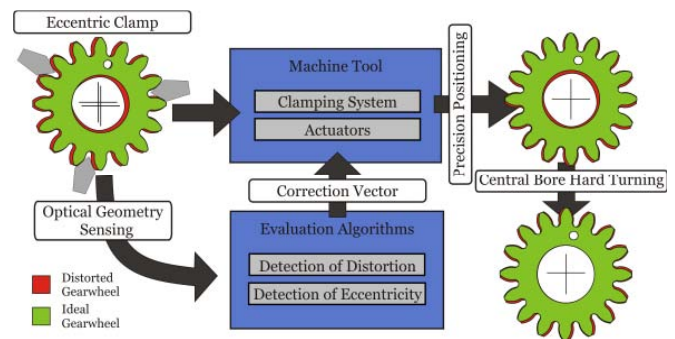 Eccentric Clamp
Machine Tool
Clamping System
Actuators
Precision Positioning
Central Bore Hard Turning
Correction Vector
Optical Geometry
Sensing
Evaluation Algorithms
Detection of Distortion
Detection of Eccentricity
Distorted
Gearwheel
Ideal
Gearwheel